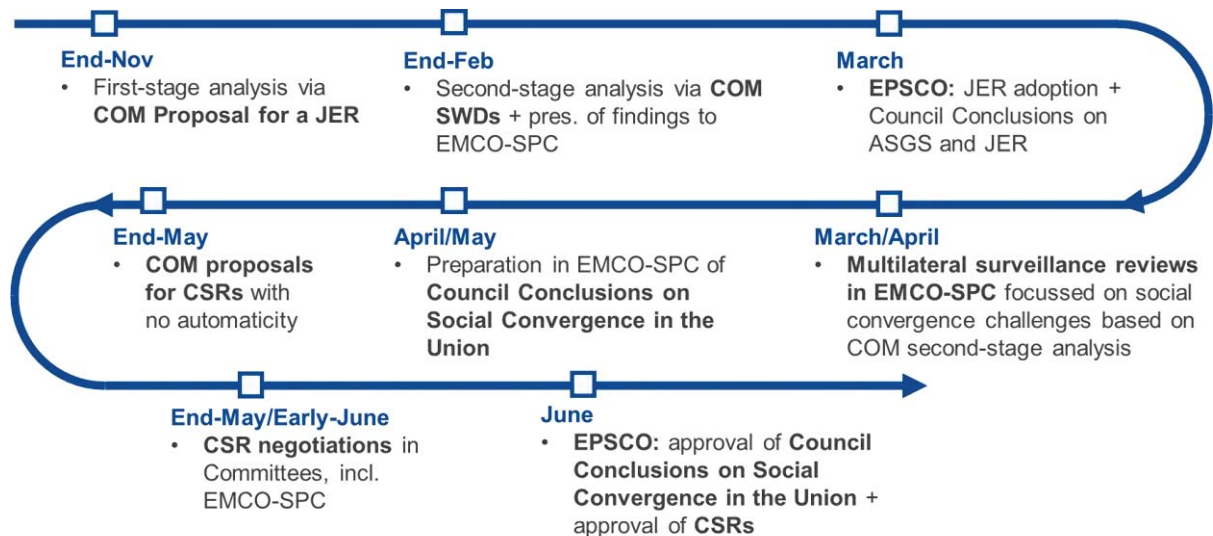 End-Nov
• First-stage analysis via
COM Proposal for a JER
End-Feb
• Second-stage analysis via COM
SWDs + pres. of findings to
EMCO-SPC
March
• EPSCO: JER adoption +
Council Conclusions on
ASGS and JER
March/April
• Multilateral surveillance reviews
in EMCO-SPC focussed on social
convergence challenges based on
COM second-stage analysis
April/May
• Preparation in EMCO-SPC of
Council Conclusions on
Social Convergence in the
Union
End-May
• COM proposals
for CSRs with
no automaticity
End-May/Early-June
• CSR negotiations in
Committees, incl.
EMCO-SPC
June
• EPSCO: approval of Council
Conclusions on Social
Convergence in the Union +
approval of CSRs